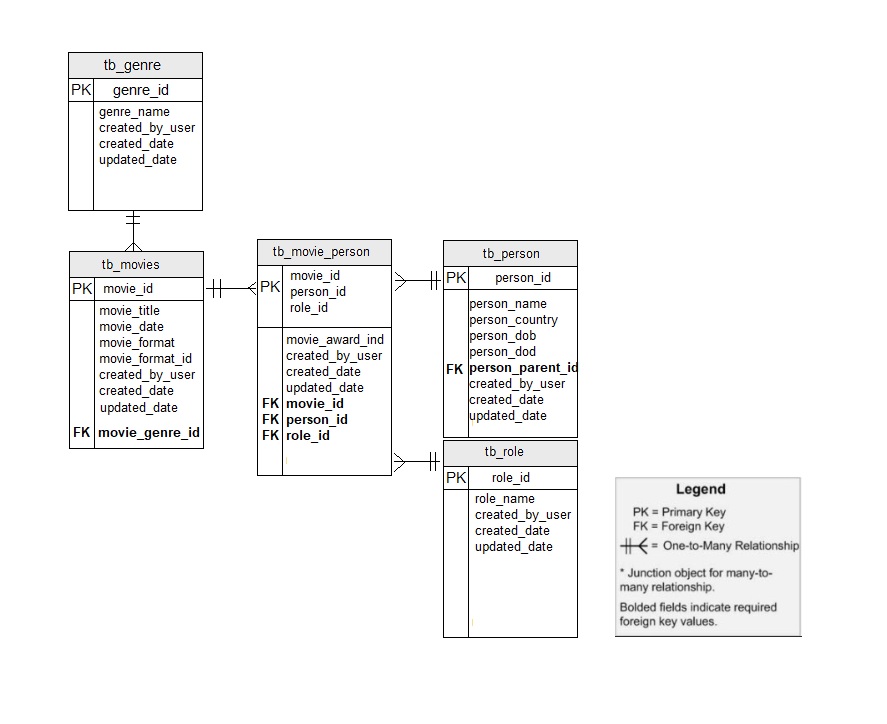 tb_genre
PK genre_id
genre_name
created_by_user
created_date
updated_date
tb_movies
PK movie_id
movie_title
movie_date
movie_format
movie_format_id
created_by_user
created_date
updated_date
FK movie_genre_id
tb_movie_person
PK
movie_id
person_id
role_id
movie_award_ind
created_by_user
created_date
updated_date
FK movie_id
FK person_id
FK role_id
tb_person
PK person_id
person_name
person_country
person_dob
person_dod
FK person_parent_id
created_by_user
created_date
updated_date
tb_role
PK role_id
role_name
created_by_user
created_date
updated_date
Legend
PK = Primary Key
FK = Foreign Key
= One-to-Many Relationship
* Junction object for many-to-
many relationship.
Bolded fields indicate required
foreign key values.